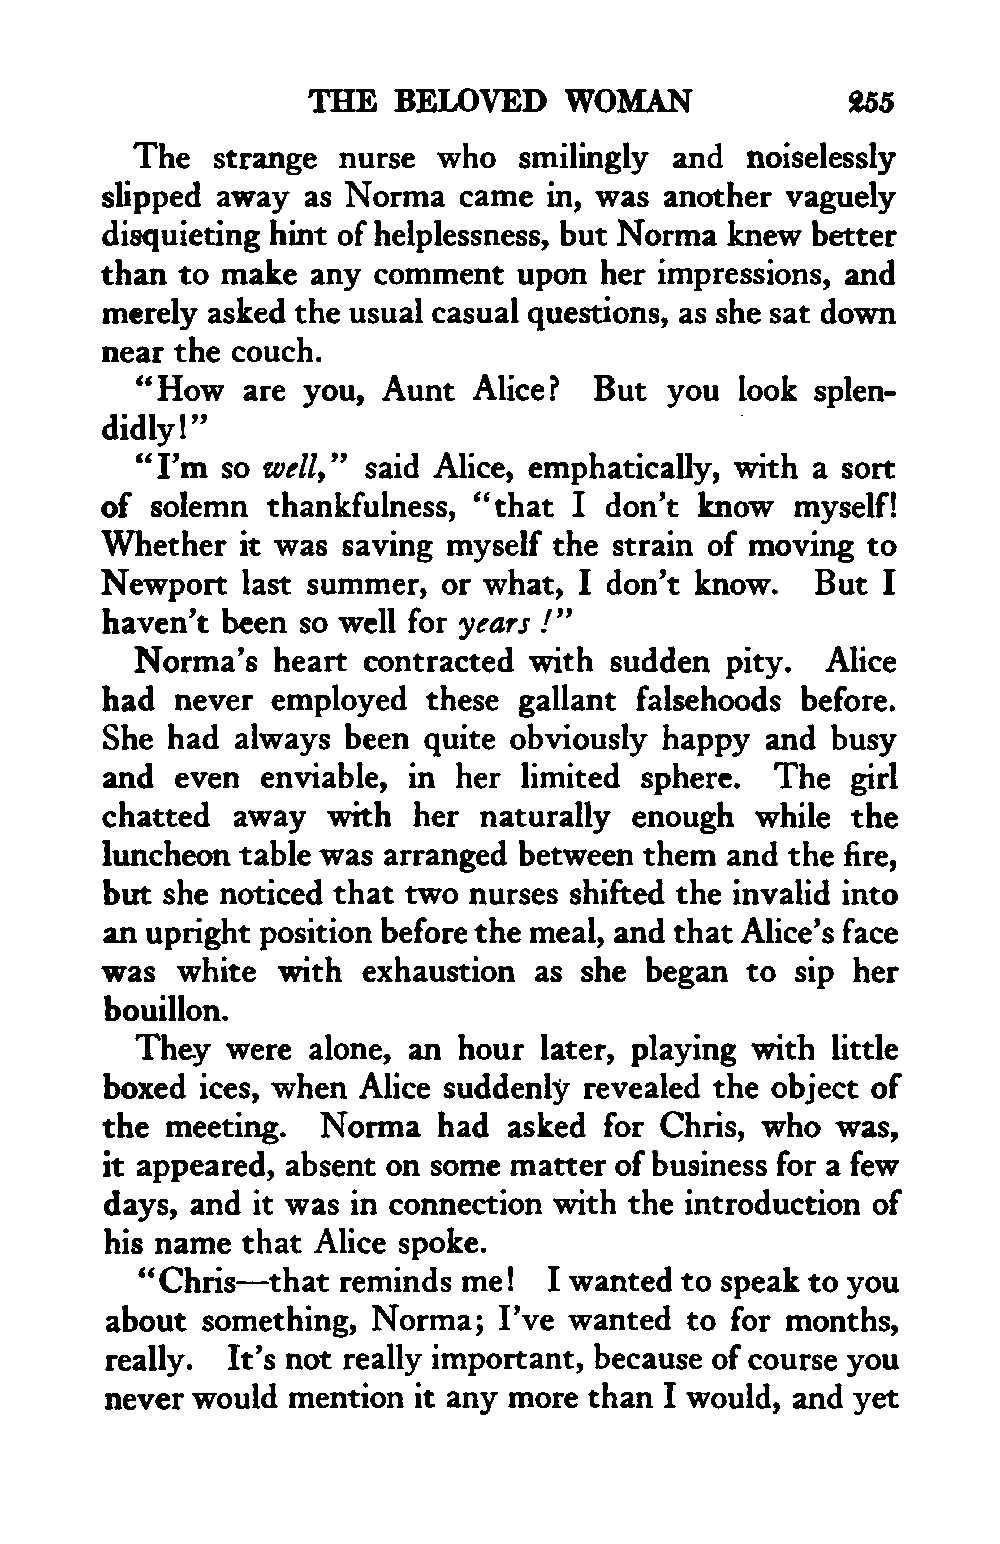 THE BELOVED WOMAN 255
The strange nurse who smilingly and noiselessly
slipped away as Norma came in, was another vaguely
disquieting hint of helplessness, but Norma knew better
than to make any comment upon her impressions, and
merely asked the usual casual questions, as she sat down
near the couch.
"How are you, Aunt Alice? But you look splen-
didly!"
"I'm so well," said Alice, emphatically, with a sort
of solemn thankfulness, "that I don't know myself!
Whether it was saving myself the strain of moving to
Newport last summer, or what, I don't know. But I
haven't been so well for years!"
Norma's heart contracted with sudden pity. Alice
had never employed these gallant falsehoods before.
She had always been quite obviously happy and busy
and even enviable, in her limited sphere. The girl
chatted away with her naturally enough while the
luncheon table was arranged between them and the fire,
but she noticed that two nurses shifted the invalid into
an upright position before the meal, and that Alice's face
was white with exhaustion as she began to sip her
bouillon.
They were alone, an hour later, playing with little
boxed ices, when Alice suddenly revealed the object of
the meeting. Norma had asked for Chris, who was,
it appeared, absent on some matter of business for a few
days, and it was in connection with the introduction of
his name that Alice spoke.
"Chris—that reminds me! I wanted to speak to you
about something, Norma; I've wanted to for months,
really. It's not really important, because of course you
never would mention it any more than I would, and yet